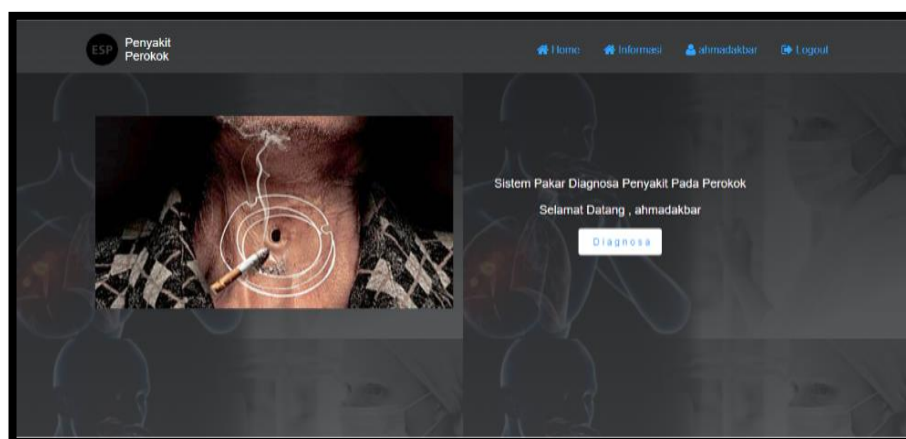 ESP
Penyakit
Perokok
Home
Informasi
ahmadakbar
Logout
Sistem Pakar Diagnosa Penyakit Pada Perokok
Selamat Datang , ahmadakbar
Diagnosa